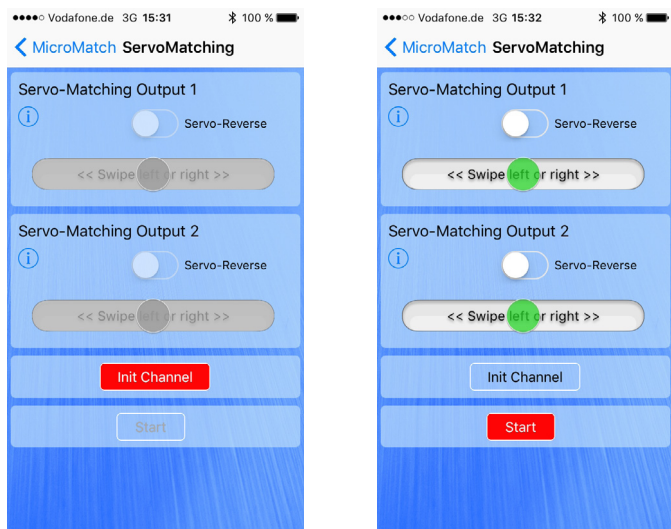 Vodafone.de 3G 15:31 100 %
MicroMatch ServoMatching
Servo-Matching Output 1
i Servo-Reverse
<< Swipe left or right >>
Servo-Matching Output 2
i Servo-Reverse
<< Swipe left or right >>
Init Channel
Start
Vodafone.de 3G 15:32 100 %
MicroMatch ServoMatching
Servo-Matching Output 1
i Servo-Reverse
<< Swipe left or right >>
Servo-Matching Output 2
i Servo-Reverse
<< Swipe left or right >>
Init Channel
Start